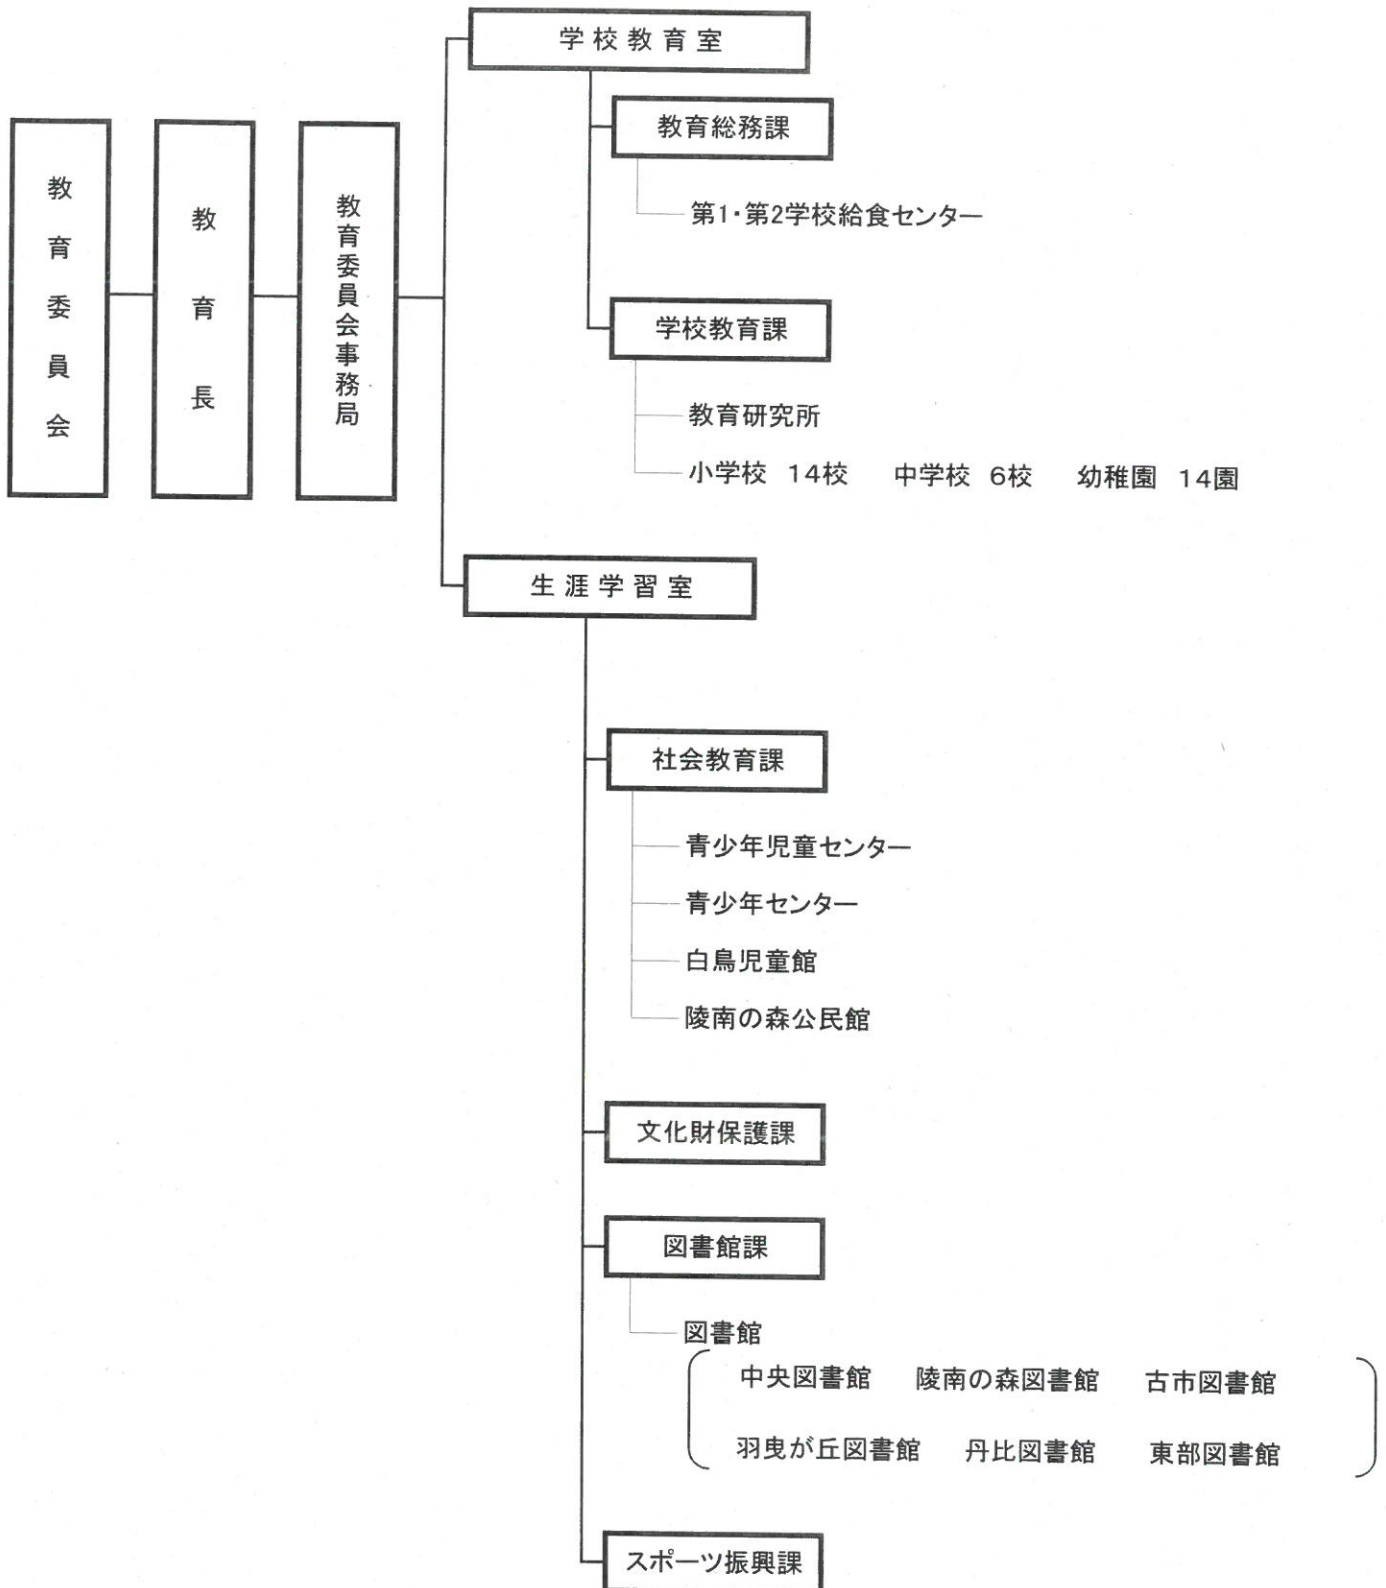 教育委員会
教育長
教育委員会事務局
学校教育室
教育総務課
第1・第2学校給食センター
学校教育課
教育研究所
小学校 14校 中学校 6校 幼稚園 14園
生涯学習室
社会教育課
青少年児童センター
青少年センター
白鳥児童館
陵南の森公民館
文化財保護課
図書館課
図書館
中央図書館 陵南の森図書館 古市図書館
羽曳が丘図書館 丹比図書館 東部図書館
スポーツ振興課